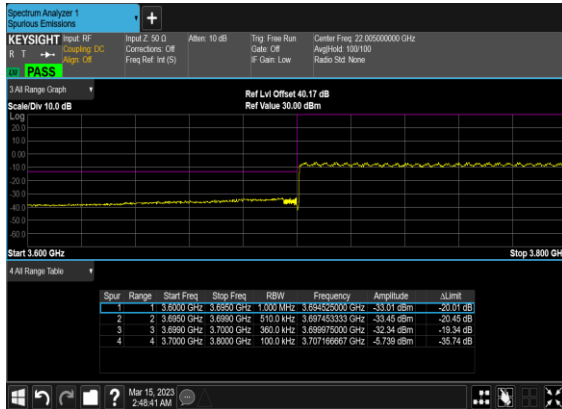 Spectrum Analyzer 1
Spurious Emissions
+
KEYSIGHT Input: RF Input Z: 50 Ω Atten: 10 dB Trig: Free Run Center Freq: 22.005000000 GHz
R T Coupling: DC Corrections: Off Gate: Off Avg|Hold: 100/100
Align: Off Freq Ref: Int (S) IF Gain: Low Radio Std: None
PASS
3 All Range Graph
Ref Lvl Offset 40.17 dB
Scale/Div 10.0 dB Ref Value 30.00 dBm
Log
20.0
10.0
0.00
-10.0
-20.0
-30.0
-40.0
-50.0
-60.0
Start 3.600 GHz Stop 3.800 GH
4 All Range Table
Spur Range Start Freq Stop Freq RBW Frequency Amplitude ΔLimit
1 1 3.6000 GHz 3.6950 GHz 1.000 MHz 3.694525000 GHz -33.01 dBm -20.01 dB
2 2 3.6950 GHz 3.6990 GHz 510.0 kHz 3.697453333 GHz -33.45 dBm -20.45 dB
3 3 3.6990 GHz 3.7000 GHz 360.0 kHz 3.699975000 GHz -32.34 dBm -19.34 dB
4 4 3.7000 GHz 3.8000 GHz 100.0 kHz 3.707166667 GHz -5.739 dBm -35.74 dB
? Mar 15, 2023
2:48:41 AM